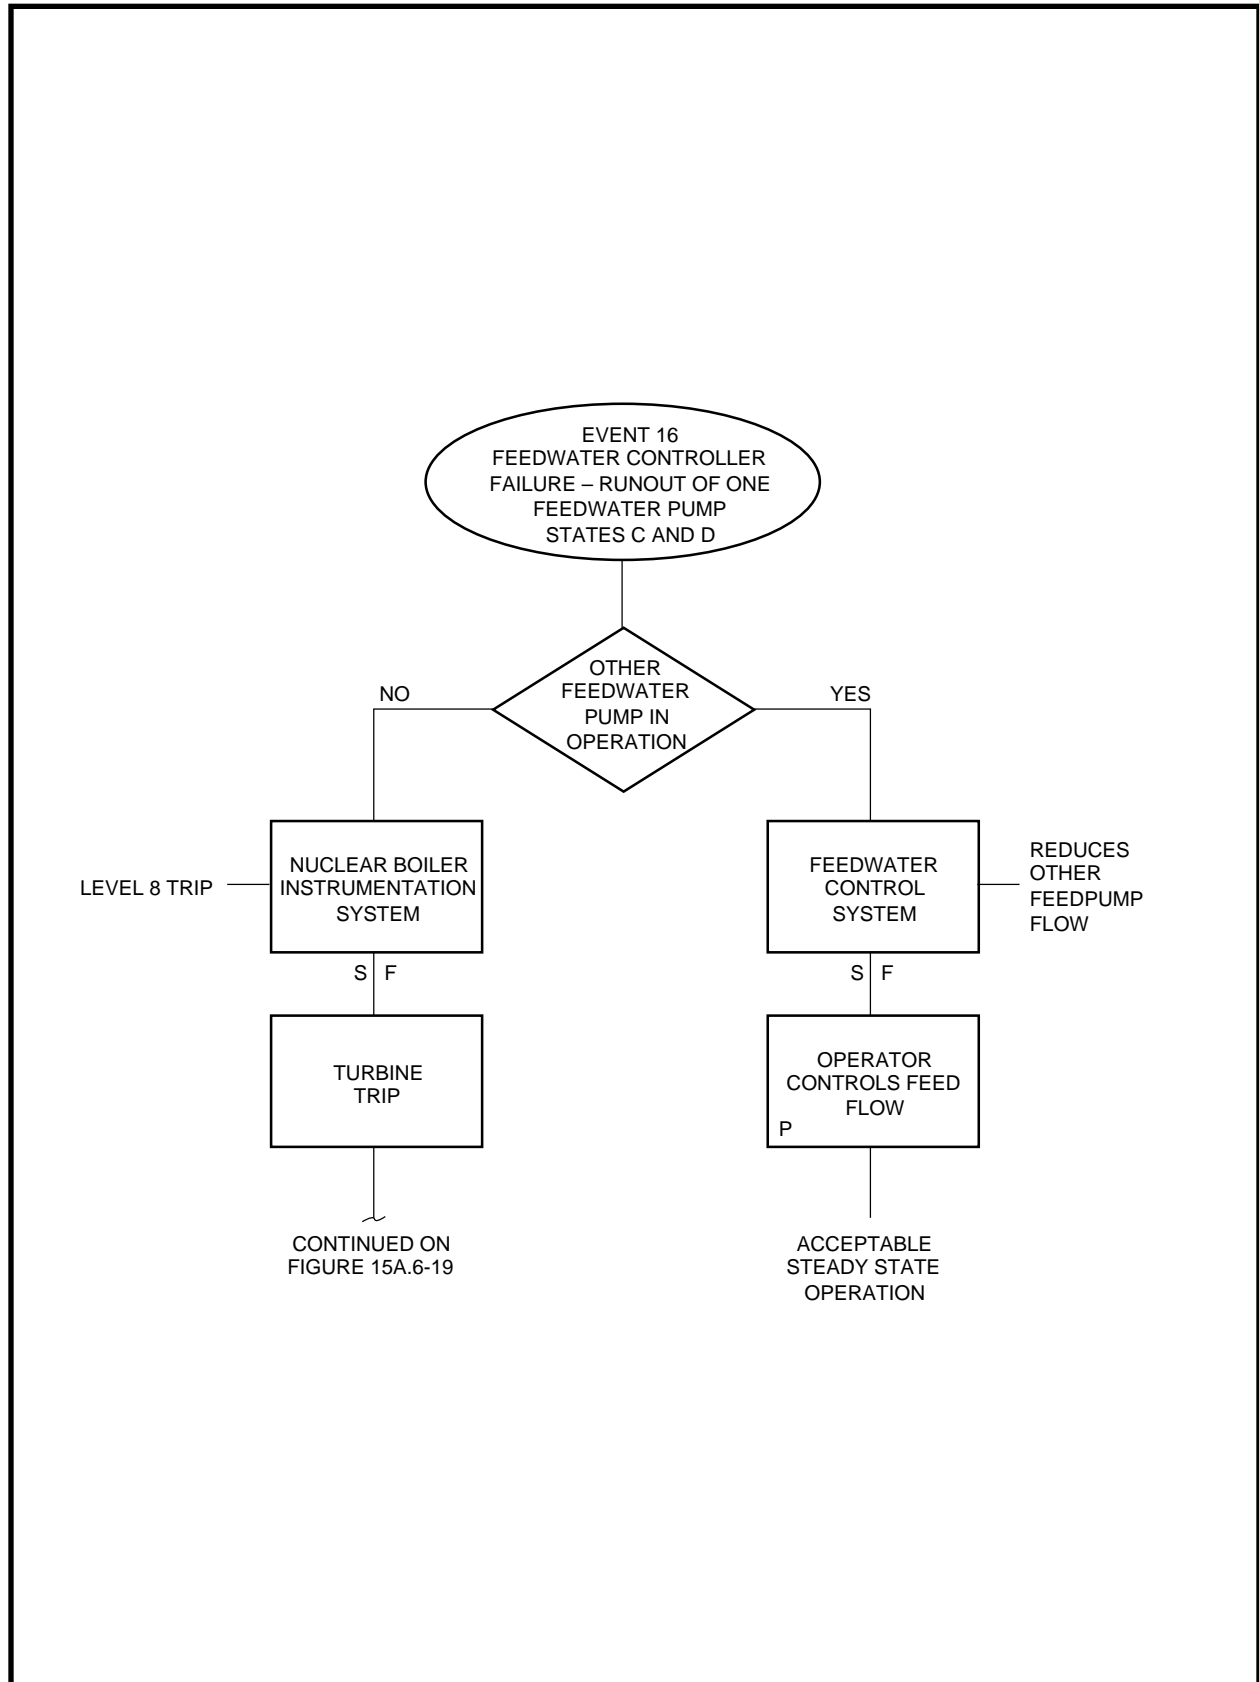 EVENT 16
FEEDWATER CONTROLLER
FAILURE – RUNOUT OF ONE
FEEDWATER PUMP
STATES C AND D
OTHER
FEEDWATER
PUMP IN
OPERATION
NO
YES
LEVEL 8 TRIP
NUCLEAR BOILER
INSTRUMENTATION
SYSTEM
FEEDWATER
CONTROL
SYSTEM
REDUCES
OTHER
FEEDPUMP
FLOW
S F
S F
TURBINE
TRIP
OPERATOR
CONTROLS FEED
FLOW
P
CONTINUED ON
FIGURE 15A.6-19
ACCEPTABLE
STEADY STATE
OPERATION